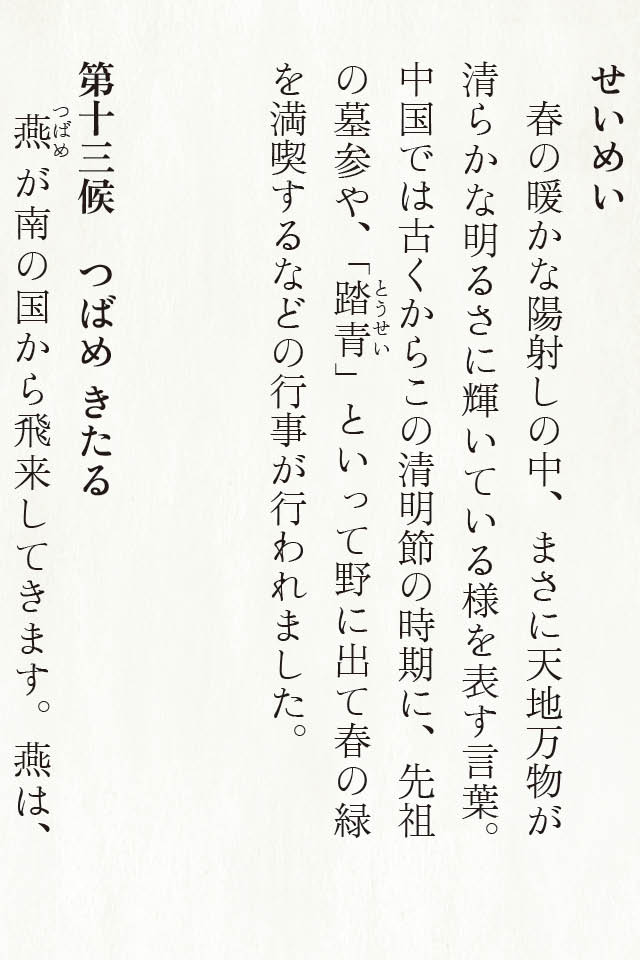 せいめい
春の暖かな陽射しの中、まさに天地万物が
清らかな明るさに輝いている様を表す言葉。
中国では古くからこの清明節の時期に、先祖
の墓参や、「踏青」といって野に出て春の緑
とうせい
を満喫するなどの行事が行われました。
第十三候　つばめきたる
燕が南の国から飛来してきます。燕は、
つばめ